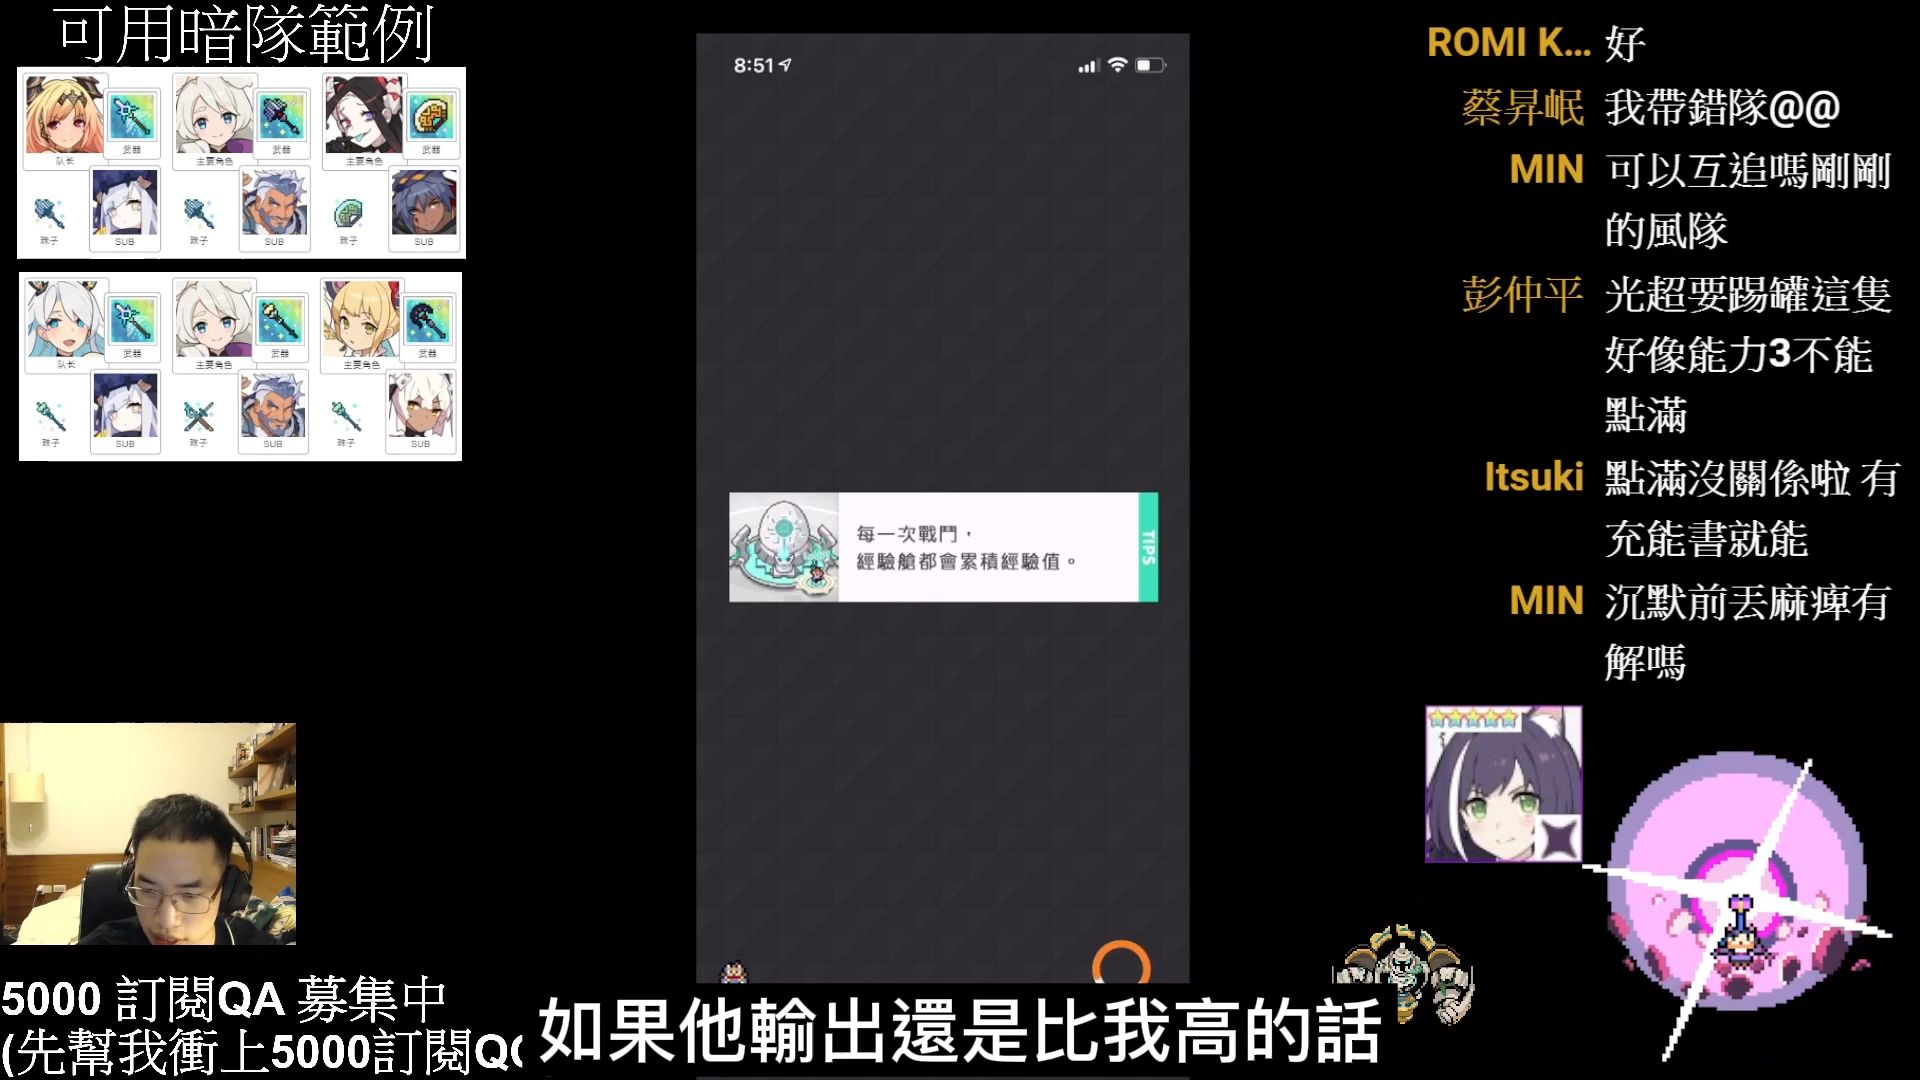 可用暗隊範例
武器
武器
武器
队长
主要角色
主要角色
珠子
SUB
珠子
SUB
珠子
SUB
武器
武器
武器
队长
主要角色
主要角色
珠子
SUB
珠子
SUB
珠子
SUB
8:51
每一次戰鬥，
經驗艙都會累積經驗值。
TIPS
ROMI K... 好
蔡昇岷 我帶錯隊@@
MIN 可以互追嗎剛剛
的風隊
彭仲平 光超要踢罐這隻
好像能力3不能
點滿
Itsuki 點滿沒關係啦 有
充能書就能
MIN 沉默前丟麻痺有
解嗎
5000 訂閱QA 募集中
(先幫我衝上5000訂閱Q
如果他輸出還是比我高的話